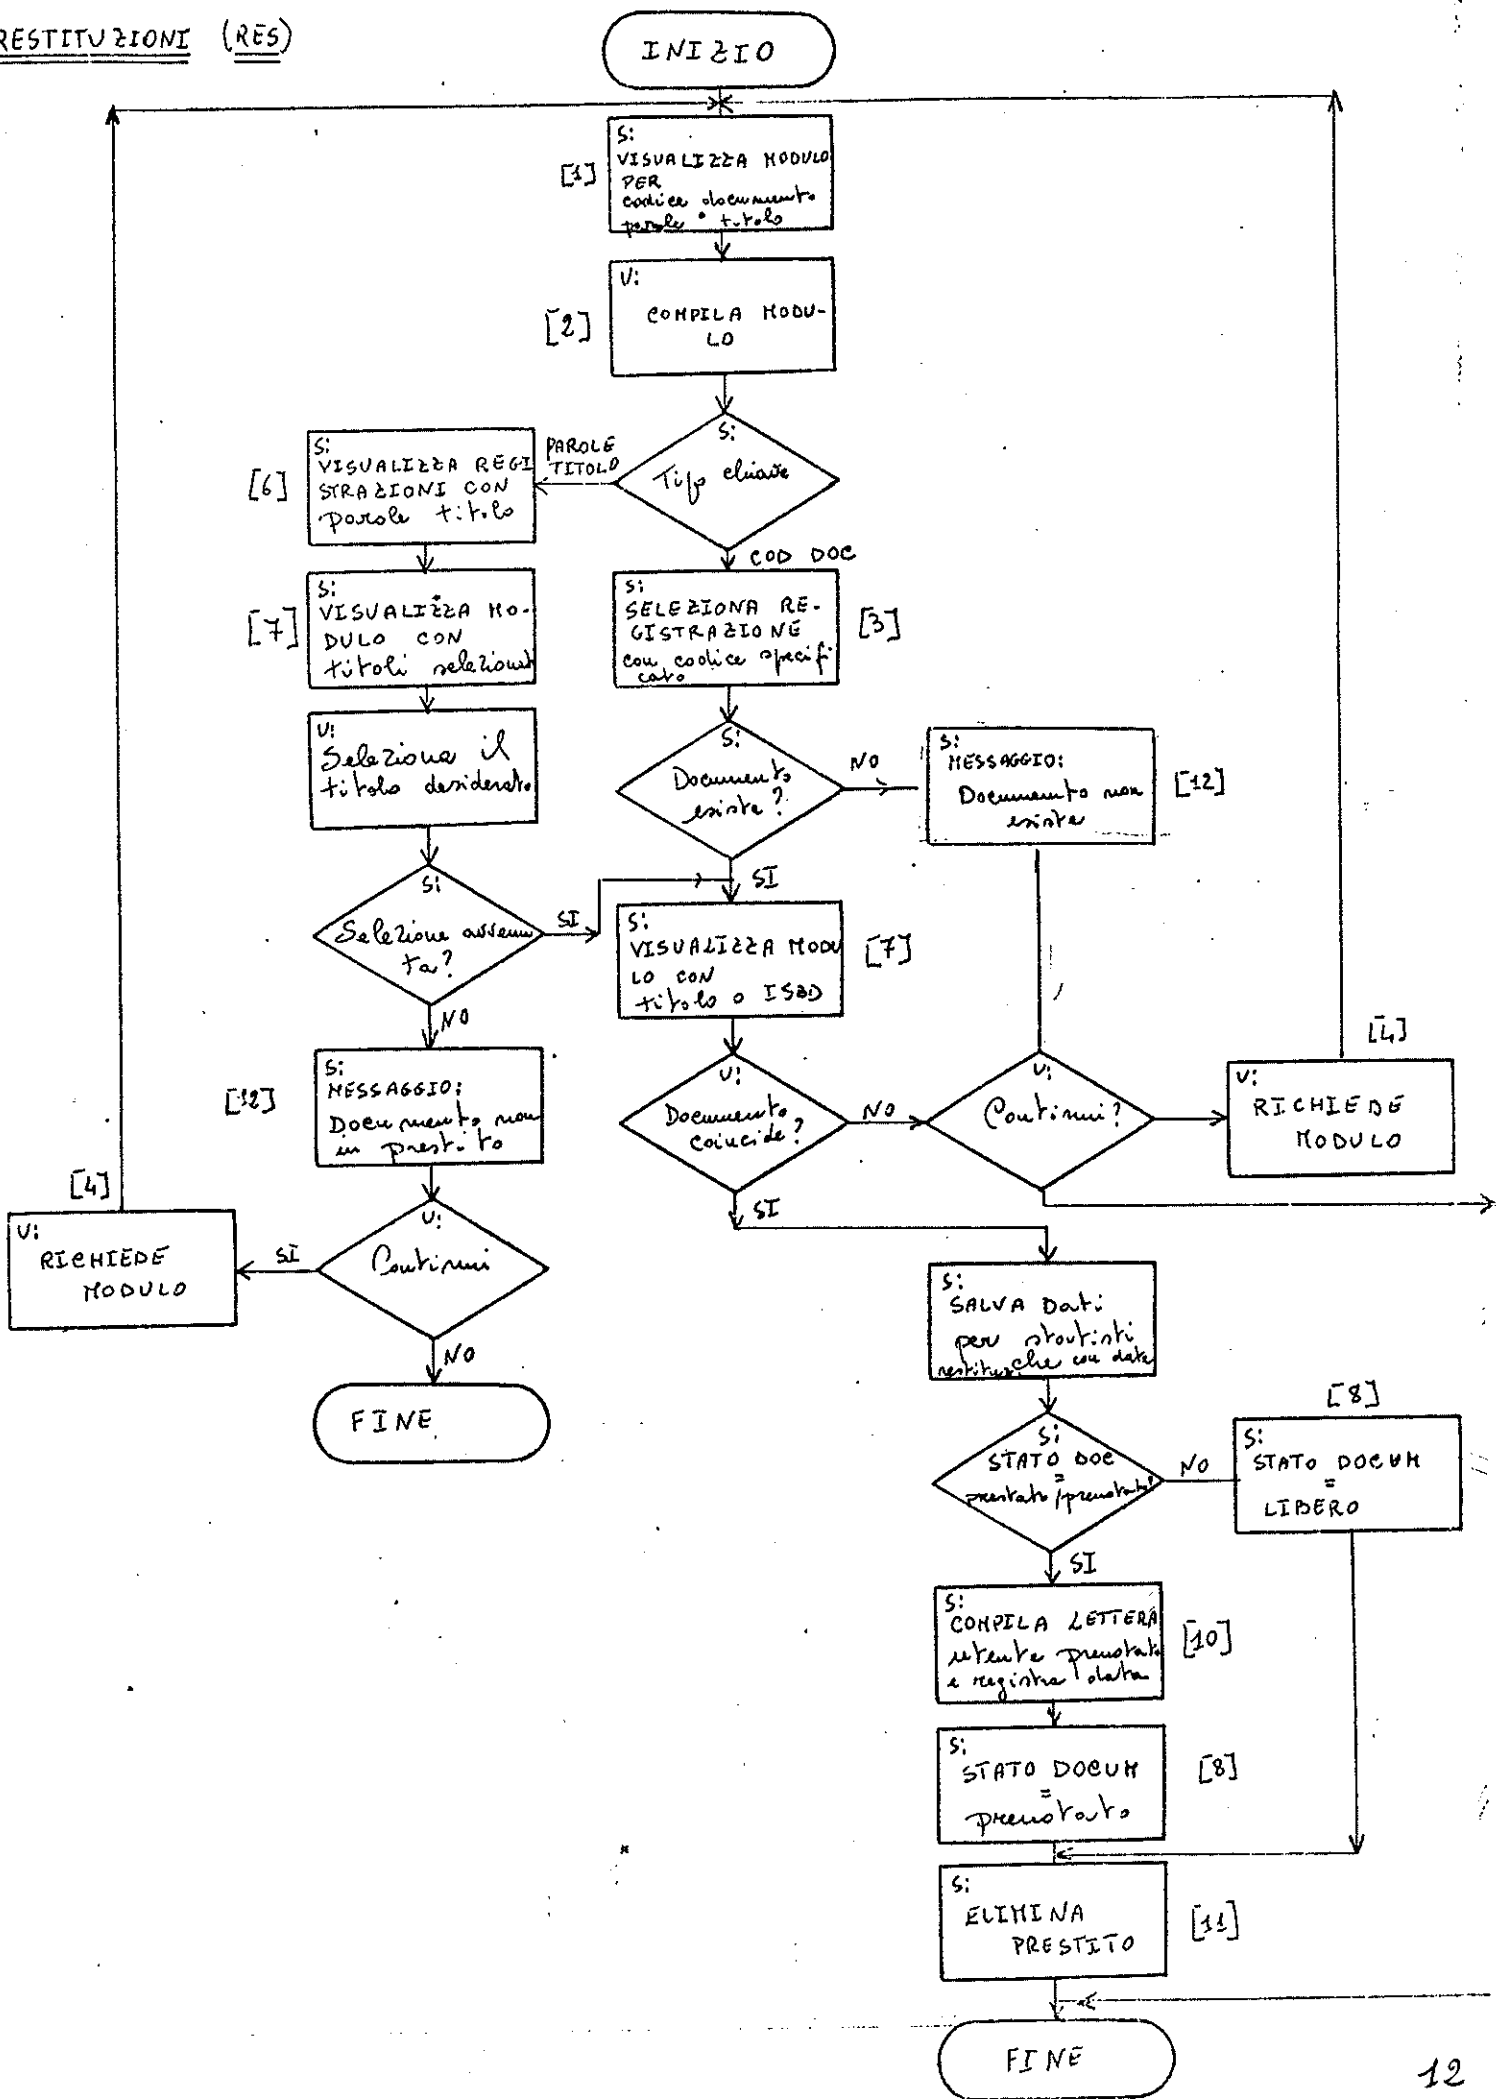 RESTITUZIONI (RES)
INIZIO
[1]
S:
VISUALIZZA MODULO
PER
codice documento
parole titolo
[2]
U:
COMPILA MODU-
LO
S:
Tipo chiave
PAROLE
TITOLO
COD DOC
[6]
S:
VISUALIZZA REGI
STRAZIONI CON
parole titolo
[7]
S:
VISUALIZZA MO-
DULO CON
titoli selezionati
U:
Seleziona il
titolo desiderato
S:
Selezione avvenu
ta?
SI
NO
[12]
S:
MESSAGGIO:
Documento non
in prestito
U:
Continui
SI
NO
[4]
U:
RICHIEDE
MODULO
FINE
S:
SELEZIONA RE-
GISTRAZIONE
con codice specifi
cato
[3]
S:
Documento
esiste?
NO
SI
S:
MESSAGGIO:
Documento non
esiste
[12]
S:
VISUALIZZA MODU
LO CON
titolo o ISBD
[7]
U:
Documento
coincide?
NO
SI
U:
Continui?
[4]
U:
RICHIEDE
MODULO
S:
SALVA Dati
per statisti
restituz. che con data
S:
STATO DOC
=
prestato/prenotato?
NO
SI
[8]
S:
STATO DOCUM
=
LIBERO
S:
COMPILA LETTERA
utente prenotato
e registra data
[10]
S:
STATO DOCUM
=
prenotato
[8]
S:
ELIMINA
PRESTITO
[11]
FINE
12